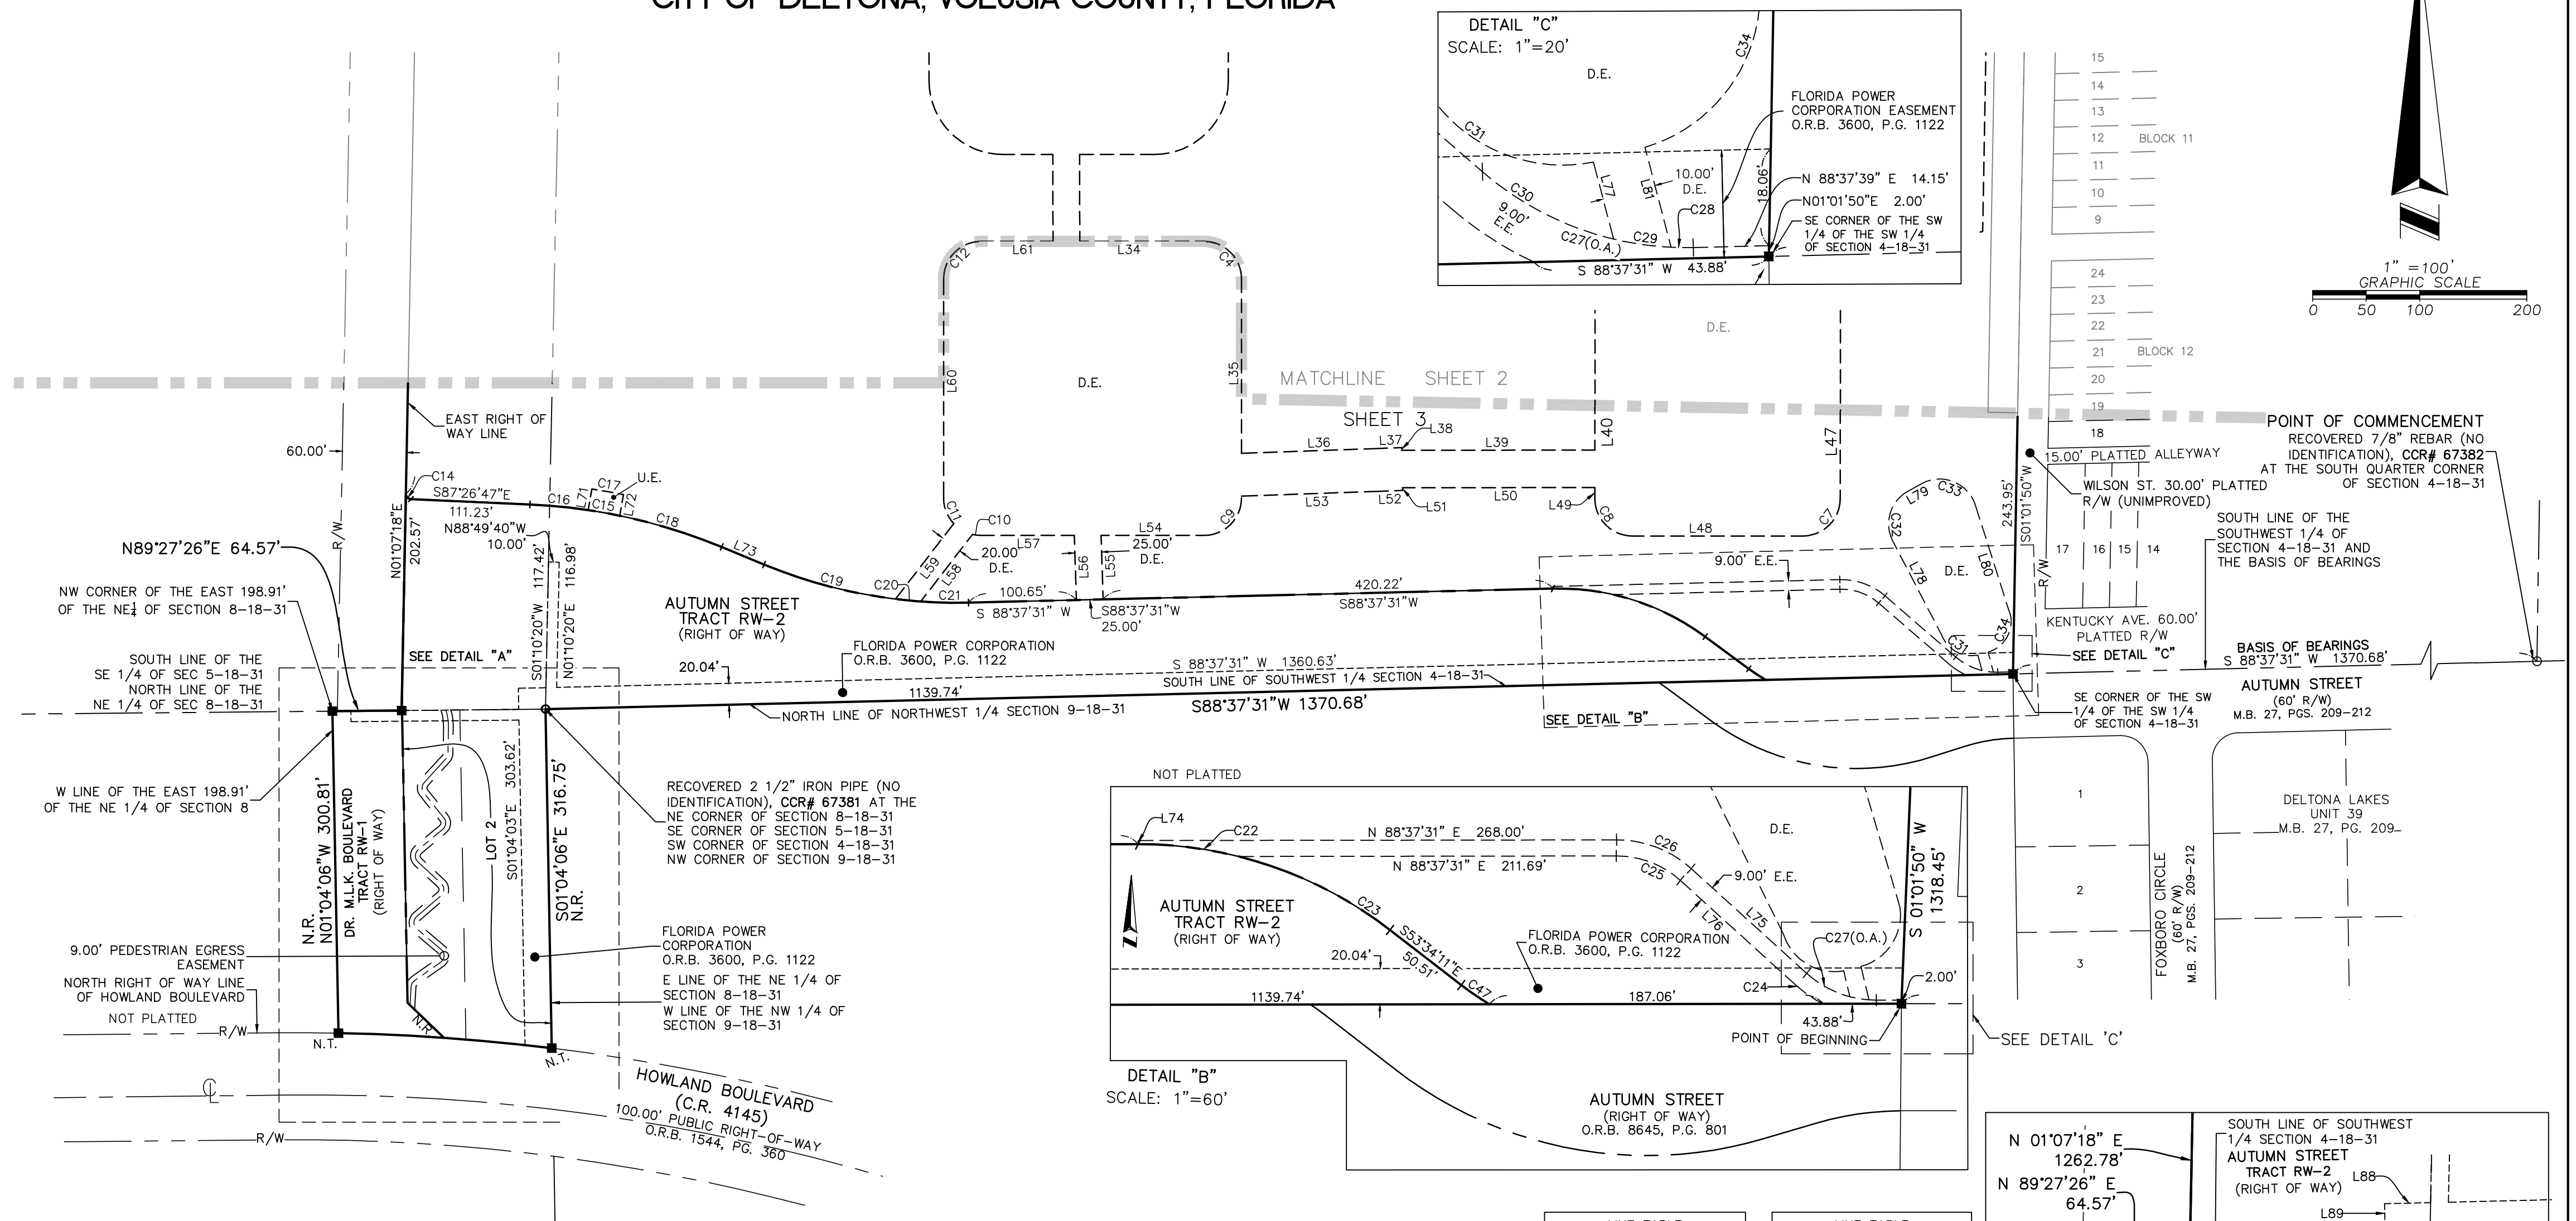 CITY OF DELTONA, VOLUSIA COUNTY, FLORIDA
DETAIL "C"
SCALE: 1"=20'
D.E.
C34
C31
FLORIDA POWER
CORPORATION EASEMENT
O.R.B. 3600, P.G. 1122
C30
L77
L81
10.00'
D.E.
C28
18.06'
N 88°37'39" E 14.15'
N01°01'50"E 2.00'
SE CORNER OF THE SW
1/4 OF THE SW 1/4
OF SECTION 4-18-31
9.00'
E.E.
C27(O.A.)
C29
S 88°37'31" W 43.88'
15
14
13
12
BLOCK 11
11
10
9
24
23
22
21
BLOCK 12
20
19
18
1" =100'
GRAPHIC SCALE
0 50 100 200
C12
L61
L34
C4
L60
D.E.
L35
MATCHLINE SHEET 2
SHEET 3
D.E.
L36
L37
L38
L39
L40
L47
L53
L52
L51
L50
L49
C8
L48
C7
C9
POINT OF COMMENCEMENT
RECOVERED 7/8" REBAR (NO
IDENTIFICATION), CCR# 67382
AT THE SOUTH QUARTER CORNER
OF SECTION 4-18-31
15.00' PLATTED ALLEYWAY
WILSON ST. 30.00' PLATTED
R/W (UNIMPROVED)
SOUTH LINE OF THE
SOUTHWEST 1/4 OF
SECTION 4-18-31 AND
THE BASIS OF BEARINGS
17
16
15
14
R/W
243.95'
S01°01'50"W
KENTUCKY AVE. 60.00'
PLATTED R/W
BASIS OF BEARINGS
S 88°37'31" W 1370.68'
SEE DETAIL "C"
AUTUMN STREET
(60' R/W)
M.B. 27, PGS. 209-212
SE CORNER OF THE SW
1/4 OF THE SW 1/4
OF SECTION 4-18-31
EAST RIGHT OF
WAY LINE
60.00'
C14
S87°26'47"E
111.23'
C16
L71
C17
C15
L72
U.E.
C18
N88°49'40"W
10.00'
L73
C19
C20
C21
C11
L59
L58
C10
L57
20.00'
D.E.
L56
L54
L55
25.00'
D.E.
R/W
N01°07'18"E
202.57'
117.42'
116.98'
S01°10'20"W
N01°10'20"E
N89°27'26"E 64.57'
NW CORNER OF THE EAST 198.91'
OF THE NE¼ OF SECTION 8-18-31
100.65'
S 88°37'31" W
S88°37'31"W
25.00'
420.22'
S88°37'31"W
9.00' E.E.
C32
L79
C33
L78
L80
D.E.
C31
C34
AUTUMN STREET
TRACT RW-2
(RIGHT OF WAY)
FLORIDA POWER CORPORATION
O.R.B. 3600, P.G. 1122
20.04'
S 88°37'31" W 1360.63'
SOUTH LINE OF SOUTHWEST 1/4 SECTION 4-18-31
1139.74'
NORTH LINE OF NORTHWEST 1/4 SECTION 9-18-31
S88°37'31"W 1370.68'
SEE DETAIL "B"
SEE DETAIL "A"
SOUTH LINE OF THE
SE 1/4 OF SEC 5-18-31
NORTH LINE OF THE
NE 1/4 OF SEC 8-18-31
W LINE OF THE EAST 198.91'
OF THE NE 1/4 OF SECTION 8
N.R.
N01°04'06"W 300.81'
DR. M.L.K. BOULEVARD
TRACT RW-1
(RIGHT OF WAY)
LOT 2
S01°04'03"E 303.62'
S01°04'06"E 316.75'
N.R.
RECOVERED 2 1/2" IRON PIPE (NO
IDENTIFICATION), CCR# 67381 AT THE
NE CORNER OF SECTION 8-18-31
SE CORNER OF SECTION 5-18-31
SW CORNER OF SECTION 4-18-31
NW CORNER OF SECTION 9-18-31
9.00' PEDESTRIAN EGRESS
EASEMENT
NORTH RIGHT OF WAY LINE
OF HOWLAND BOULEVARD
NOT PLATTED
R/W
N.T.
N.R
N.T.
FLORIDA POWER
CORPORATION
O.R.B. 3600, P.G. 1122
E LINE OF THE NE 1/4 OF
SECTION 8-18-31
W LINE OF THE NW 1/4 OF
SECTION 9-18-31
HOWLAND BOULEVARD
(C.R. 4145)
100.00' PUBLIC RIGHT-OF-WAY
O.R.B. 1544, PG. 360
R/W
NOT PLATTED
L74
C22
N 88°37'31" E 268.00'
N 88°37'31" E 211.69'
C26
C25
D.E.
9.00' E.E.
L75
L76
S 01°01'50" W
1318.45'
AUTUMN STREET
TRACT RW-2
(RIGHT OF WAY)
C23
S53°34'11"E
50.51'
C47
FLORIDA POWER CORPORATION
O.R.B. 3600, P.G. 1122
C27(O.A.)
20.04'
2.00'
C24
1139.74'
187.06'
43.88'
POINT OF BEGINNING
SEE DETAIL 'C'
DETAIL "B"
SCALE: 1"=60'
AUTUMN STREET
(RIGHT OF WAY)
O.R.B. 8645, P.G. 801
1
2
3
FOXBORO CIRCLE
(60' R/W)
M.B. 27, PGS. 209-212
DELTONA LAKES
UNIT 39
M.B. 27, PG. 209-
N 01°07'18" E
1262.78'
N 89°27'26" E
64.57'
SOUTH LINE OF SOUTHWEST
1/4 SECTION 4-18-31
AUTUMN STREET
TRACT RW-2
(RIGHT OF WAY)
L88
L89